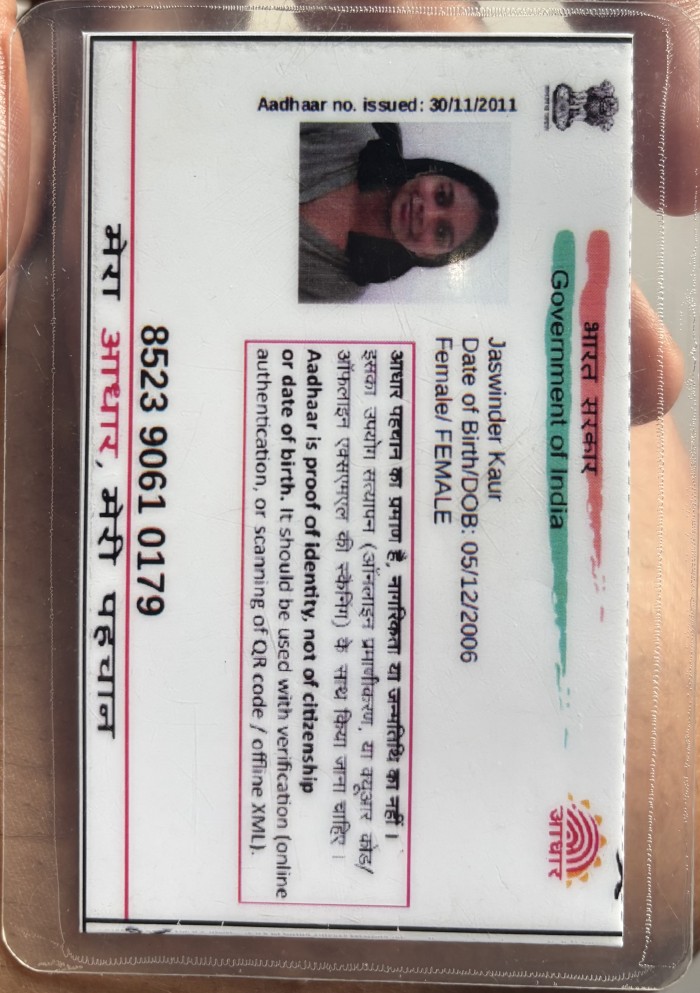 भारत सरकार
Government of India
आधार
Aadhaar no. issued: 30/11/2011
Jaswinder Kaur
Date of Birth/DOB: 05/12/2006
Female/ FEMALE
आधार पहचान का प्रमाण है, नागरिकता या जन्मतिथि का नहीं ।
इसका उपयोग सत्यापन (ऑनलाइन प्रमाणीकरण, या क्यूआर कोड/
ऑफलाइन एक्सएमएल की स्कैनिंग) के साथ किया जाना चाहिए ।
Aadhaar is proof of identity, not of citizenship
or date of birth. It should be used with verification (online
authentication, or scanning of QR code / offline XML).
8523 9061 0179
मेरा आधार, मेरी पहचान